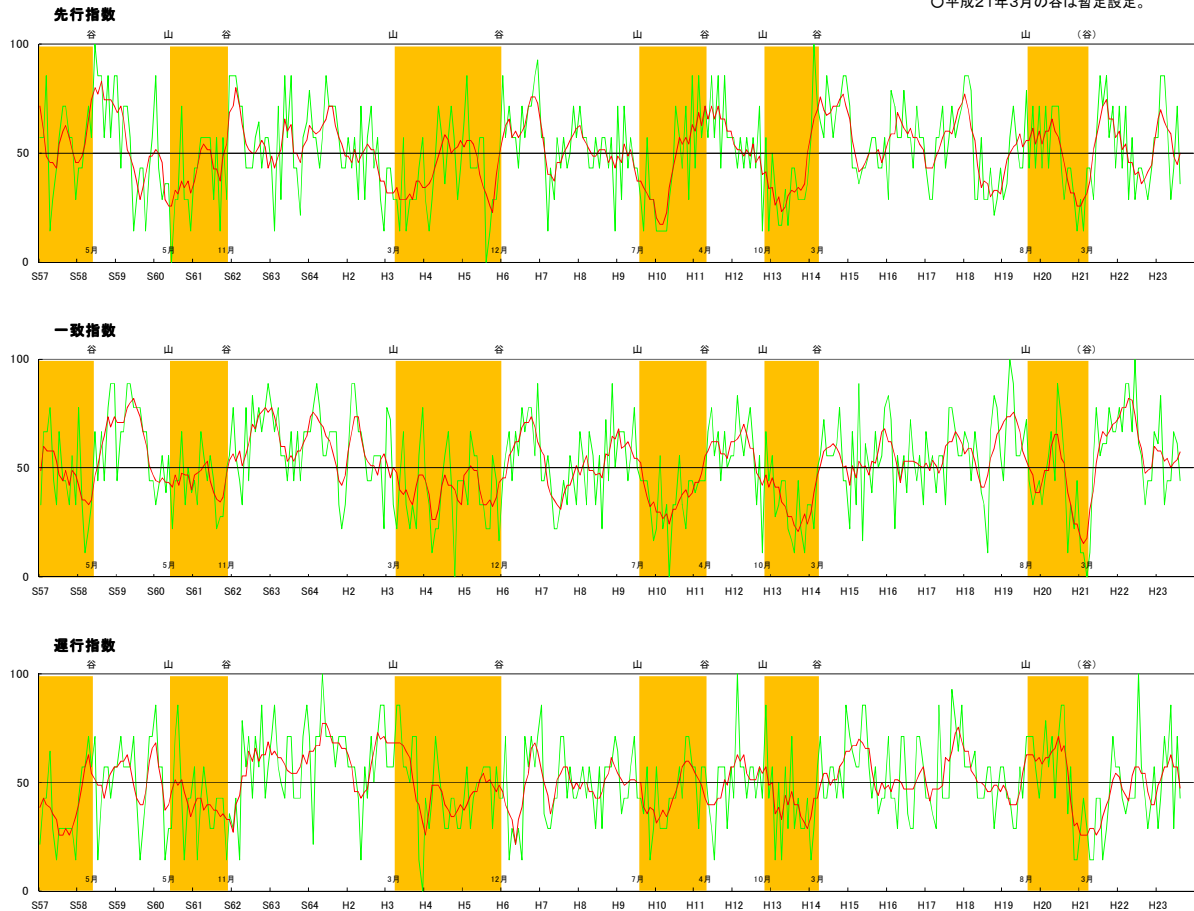 ○平成21年3月の谷は暫定設定。
先行指数
谷 山 谷 山 谷 山 谷 山 谷 山 （谷）
100
50
5月 5月 11月 3月 12月 7月 4月 10月 3月 8月 3月
0
S57 S58 S59 S60 S61 S62 S63 S64 H2 H3 H4 H5 H6 H7 H8 H9 H10 H11 H12 H13 H14 H15 H16 H17 H18 H19 H20 H21 H22 H23
一致指数
谷 山 谷 山 谷 山 谷 山 谷 山 （谷）
100
50
5月 5月 11月 3月 12月 7月 4月 10月 3月 8月 3月
0
S57 S58 S59 S60 S61 S62 S63 S64 H2 H3 H4 H5 H6 H7 H8 H9 H10 H11 H12 H13 H14 H15 H16 H17 H18 H19 H20 H21 H22 H23
遅行指数
谷 山 谷 山 谷 山 谷 山 谷 山 （谷）
100
50
5月 5月 11月 3月 12月 7月 4月 10月 3月 8月 3月
0
S57 S58 S59 S60 S61 S62 S63 S64 H2 H3 H4 H5 H6 H7 H8 H9 H10 H11 H12 H13 H14 H15 H16 H17 H18 H19 H20 H21 H22 H23